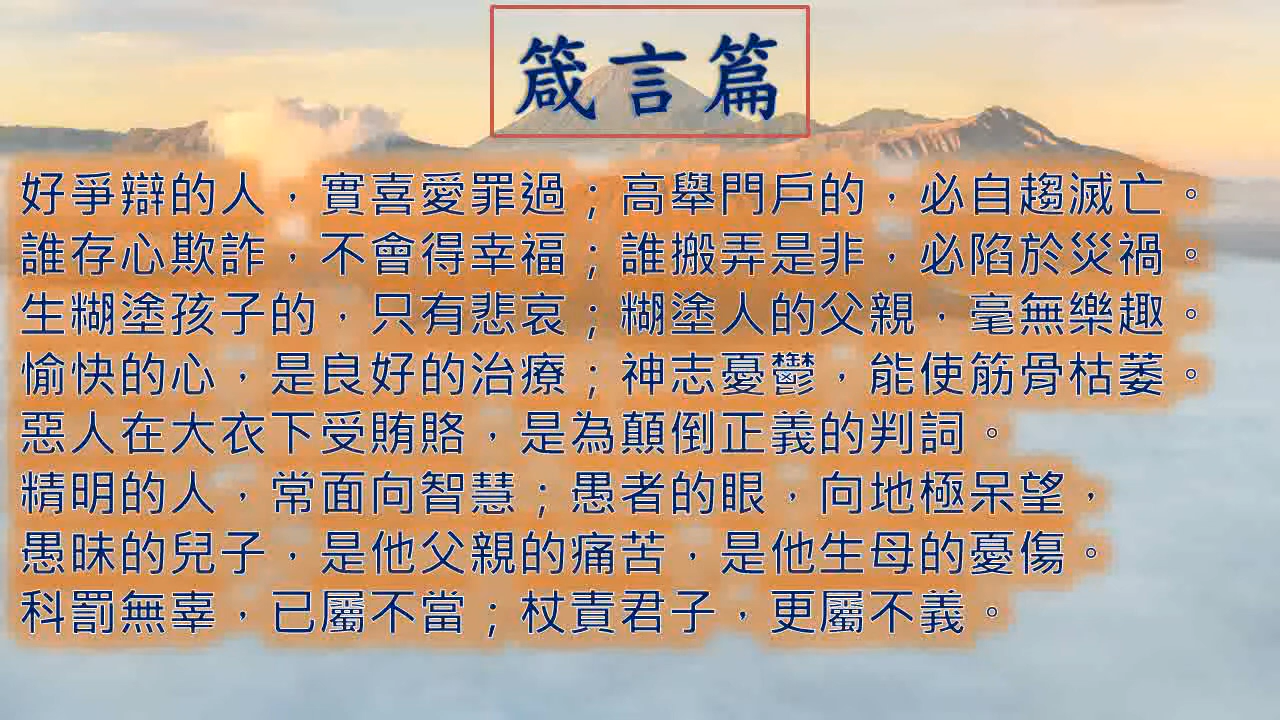 箴言篇
好爭辯的人，實喜愛罪過；高舉門戶的，必自趨滅亡。
誰存心欺詐，不會得幸福；誰搬弄是非，必陷於災禍。
生糊塗孩子的，只有悲哀；糊塗人的父親，毫無樂趣。
愉快的心，是良好的治療；神志憂鬱，能使筋骨枯萎。
惡人在大衣下受賄賂，是為顛倒正義的判詞。
精明的人，常面向智慧；愚者的眼，向地極呆望，
愚昧的兒子，是他父親的痛苦，是他生母的憂傷。
科罰無辜，已屬不當；杖責君子，更屬不義。